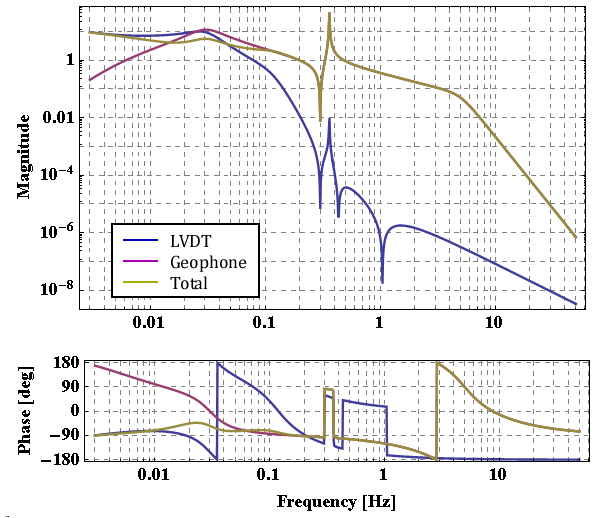 Magnitude
1
0.01
10^−4
10^−6
10^−8
LVDT
Geophone
Total
0.01 0.1 1 10
Phase [deg]
180
90
0
−90
−180
0.01 0.1 1 10
Frequency [Hz]